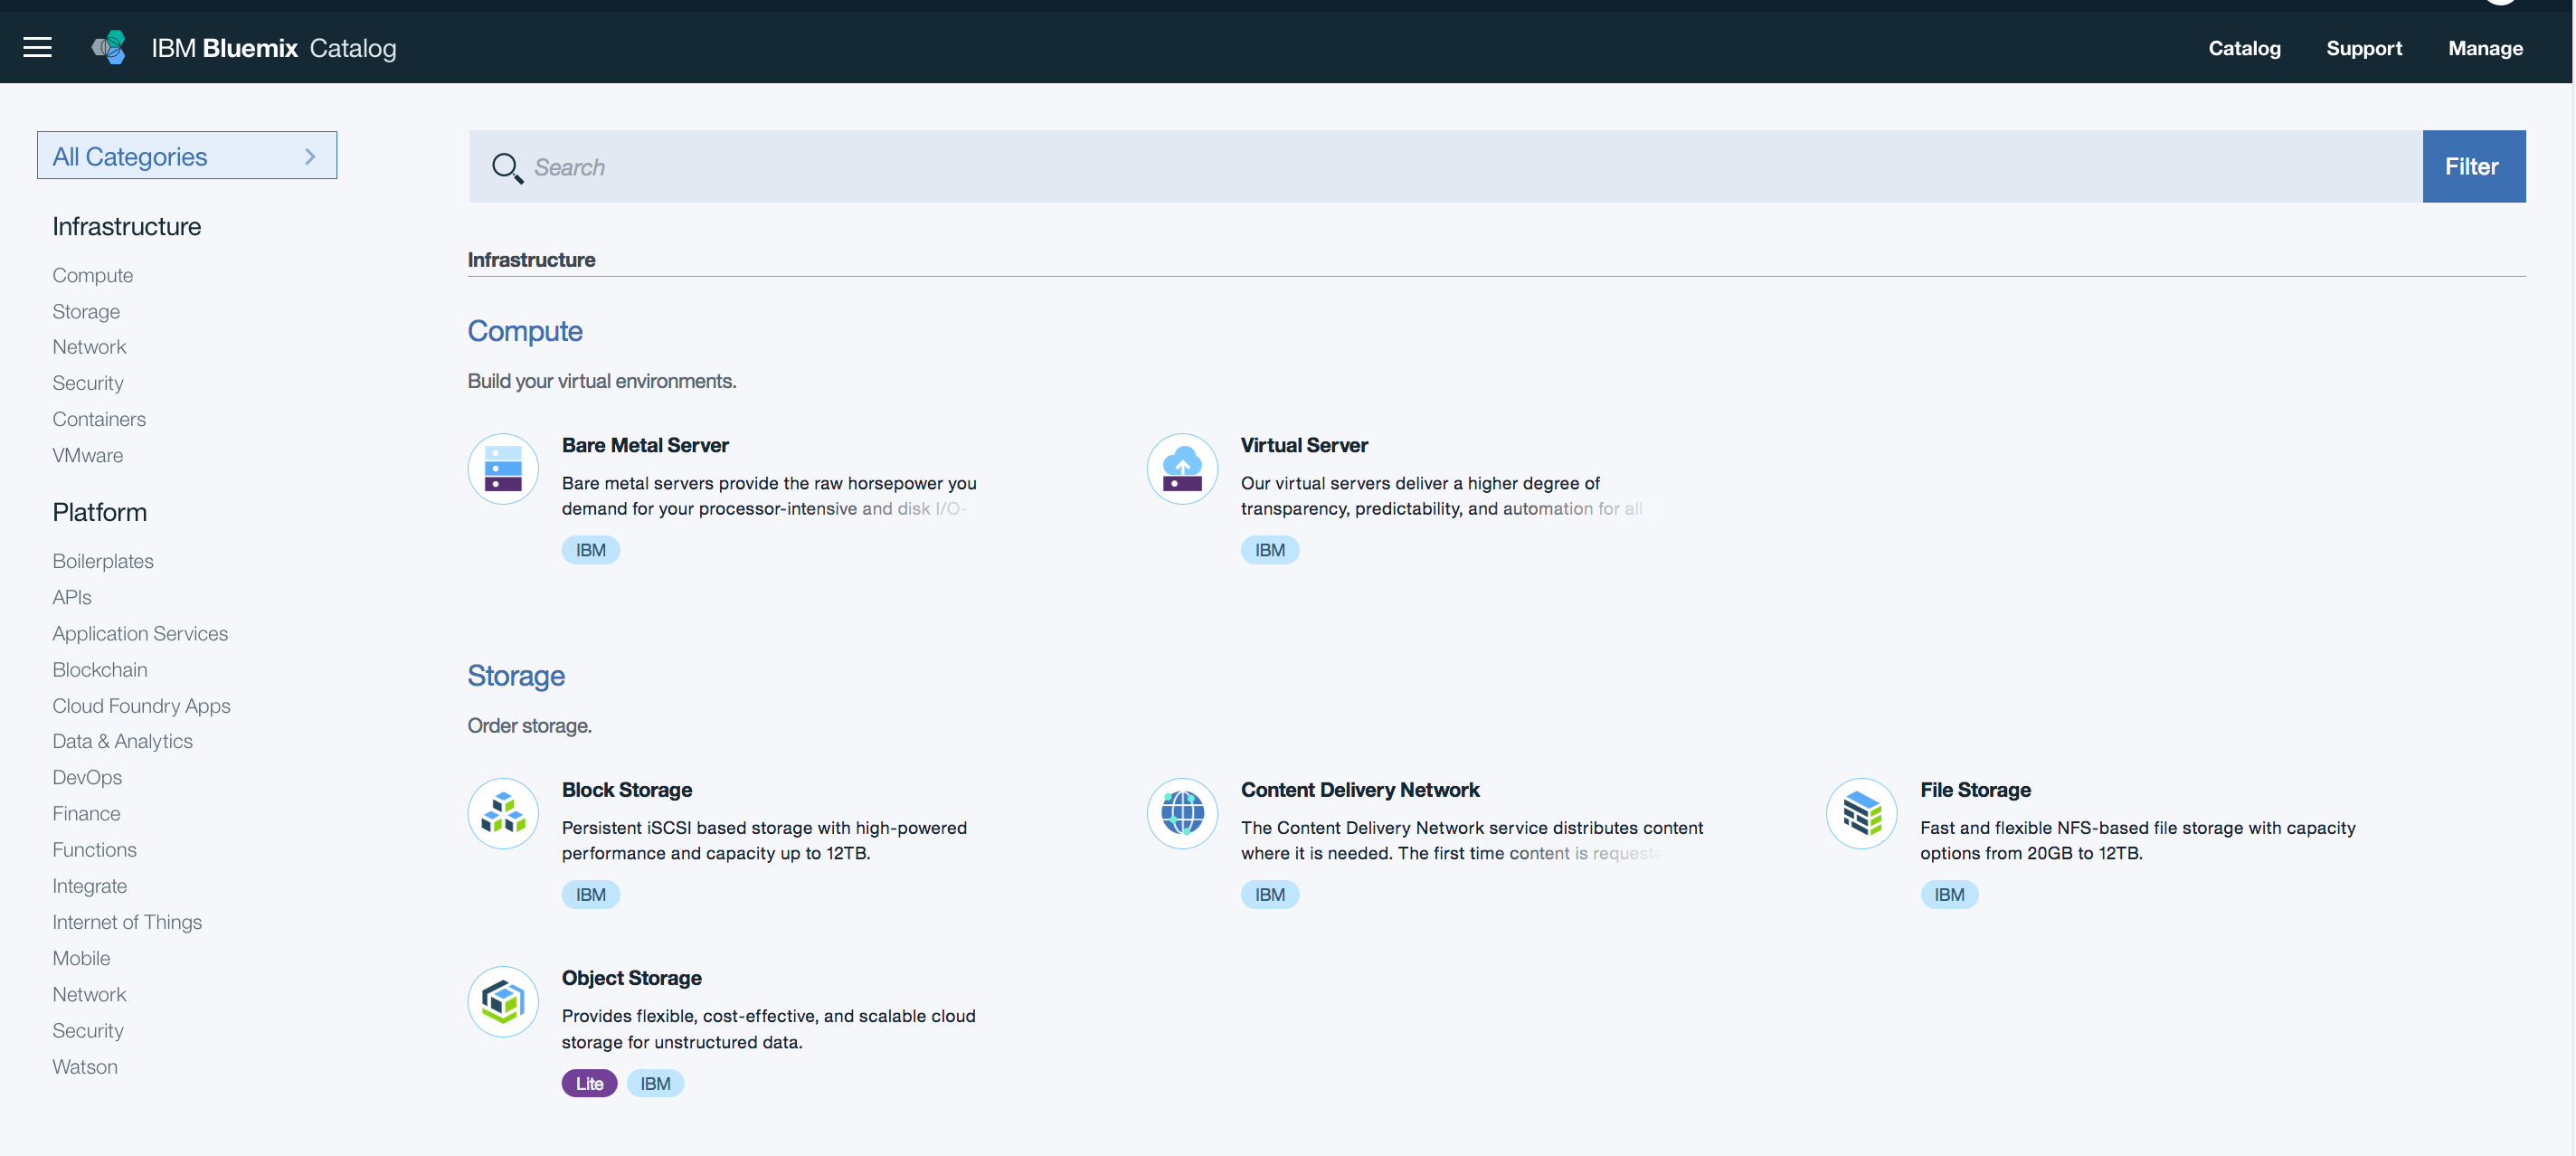 IBM Bluemix Catalog
Catalog Support Manage
All Categories
Infrastructure
Compute
Storage
Network
Security
Containers
VMware
Platform
Boilerplates
APIs
Application Services
Blockchain
Cloud Foundry Apps
Data & Analytics
DevOps
Finance
Functions
Integrate
Internet of Things
Mobile
Network
Security
Watson
Search
Filter
Infrastructure
Compute
Build your virtual environments.
Bare Metal Server
Bare metal servers provide the raw horsepower you
demand for your processor-intensive and disk I/O-
IBM
Virtual Server
Our virtual servers deliver a higher degree of
transparency, predictability, and automation for all
IBM
Storage
Order storage.
Block Storage
Persistent iSCSI based storage with high-powered
performance and capacity up to 12TB.
IBM
Content Delivery Network
The Content Delivery Network service distributes content
where it is needed. The first time content is requeste
IBM
File Storage
Fast and flexible NFS-based file storage with capacity
options from 20GB to 12TB.
IBM
Object Storage
Provides flexible, cost-effective, and scalable cloud
storage for unstructured data.
Lite IBM